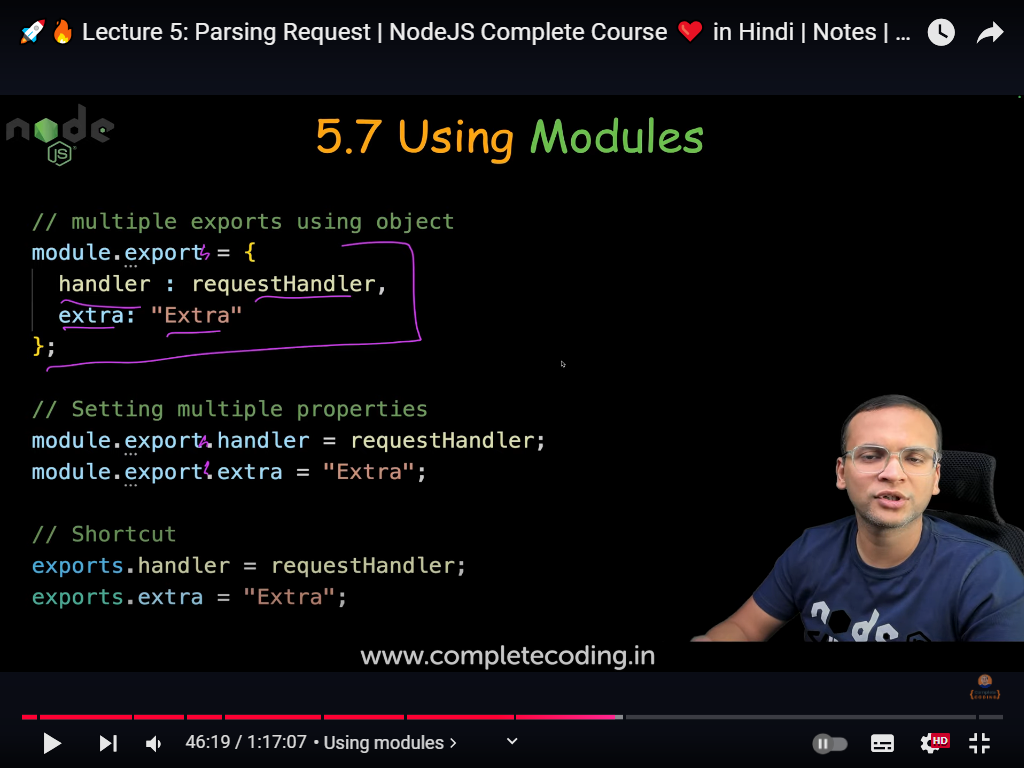 🚀🔥 Lecture 5: Parsing Request | NodeJS Complete Course ❤️ in Hindi | Notes | ...
node
JS
5.7 Using Modules
// multiple exports using object
module.exports = {
handler : requestHandler,
extra: "Extra"
};
// Setting multiple properties
module.exports.handler = requestHandler;
module.exports.extra = "Extra";
// Shortcut
exports.handler = requestHandler;
exports.extra = "Extra";
node
www.completecoding.in
46:19 / 1:17:07 • Using modules >
HD